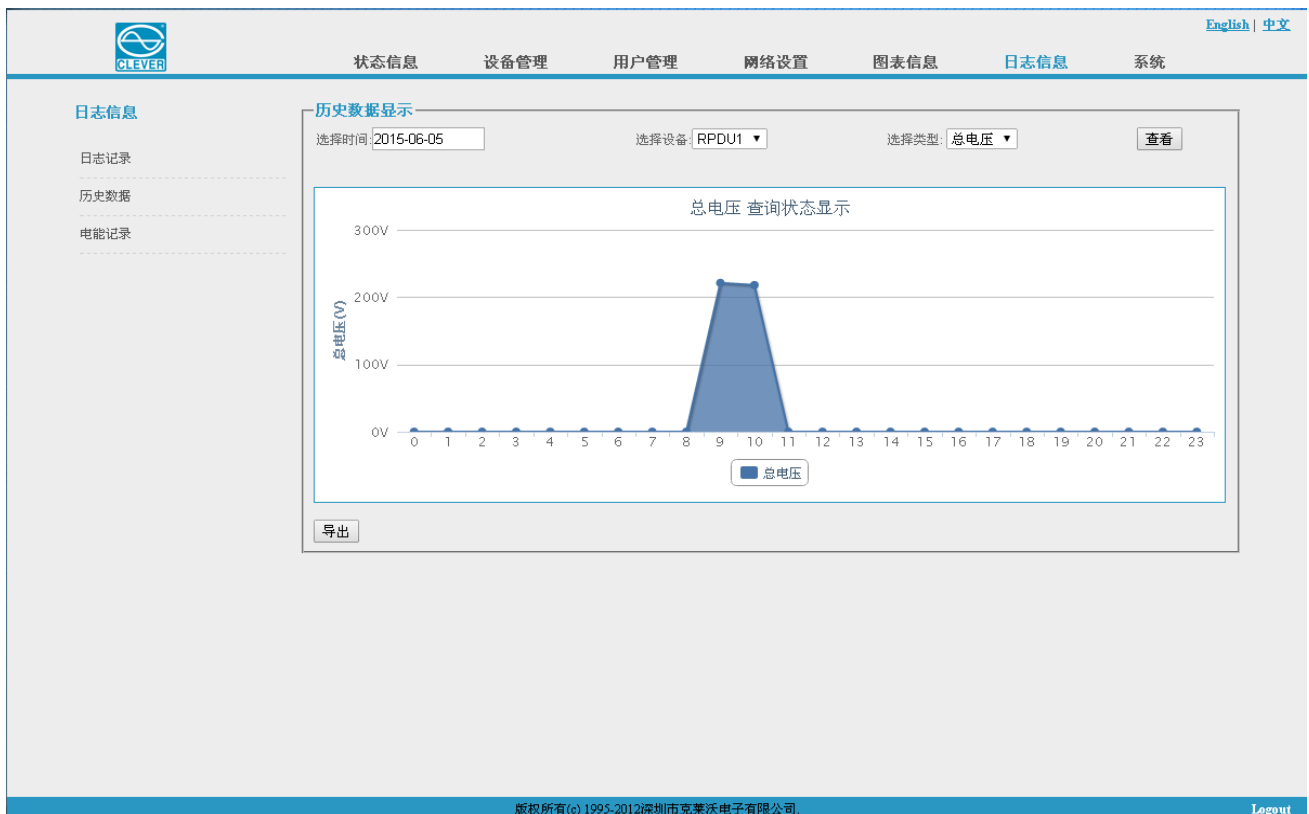 English | 中文
CLEVER
状态信息 设备管理 用户管理 网络设置 图表信息 日志信息 系统
日志信息
日志记录
历史数据
电能记录
历史数据显示
选择时间:2015-06-05 选择设备:RPDU1 ▼ 选择类型:总电压 ▼ 查看
总电压 查询状态显示
300V
200V
100V
0V
总电压(V)
0 1 2 3 4 5 6 7 8 9 10 11 12 13 14 15 16 17 18 19 20 21 22 23
总电压
导出
版权所有(c) 1995-2012深圳市克莱沃电子有限公司.
Logout